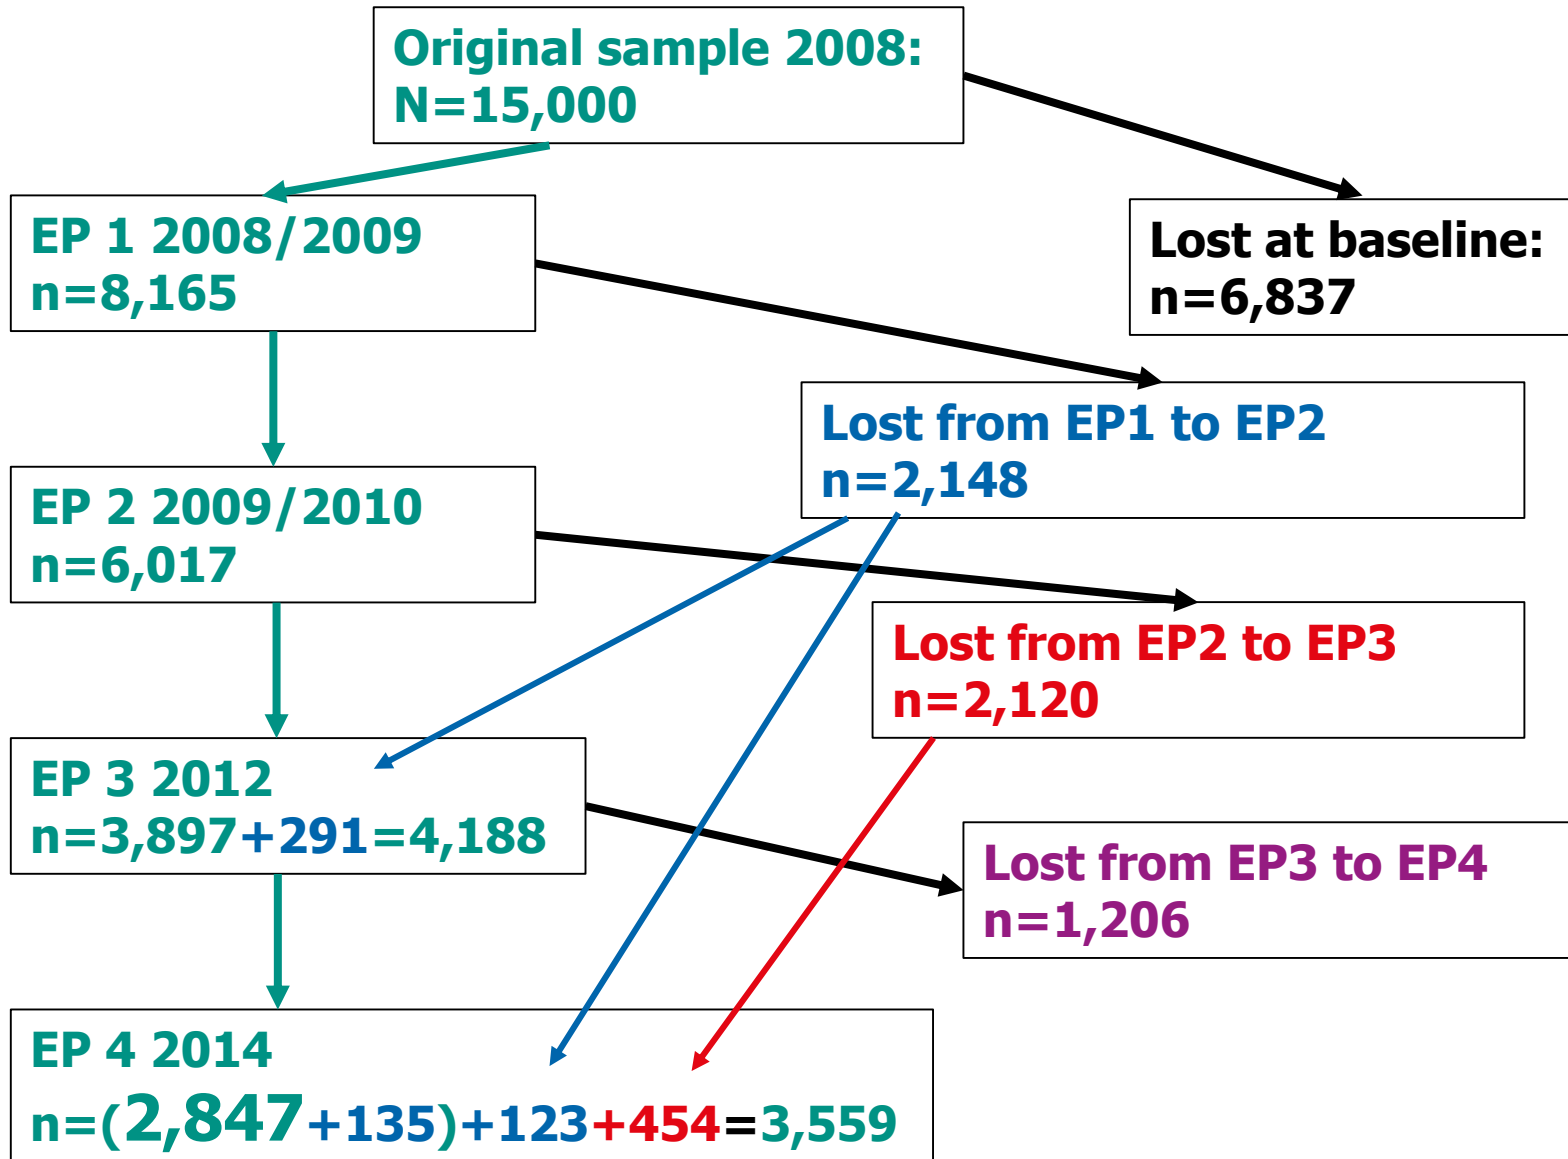 Original sample 2008:
N=15,000
EP 1 2008/2009
n=8,165
Lost at baseline:
n=6,837
Lost from EP1 to EP2
n=2,148
EP 2 2009/2010
n=6,017
Lost from EP2 to EP3
n=2,120
EP 3 2012
n=3,897+291=4,188
Lost from EP3 to EP4
n=1,206
EP 4 2014
n=(2,847+135)+123+454=3,559